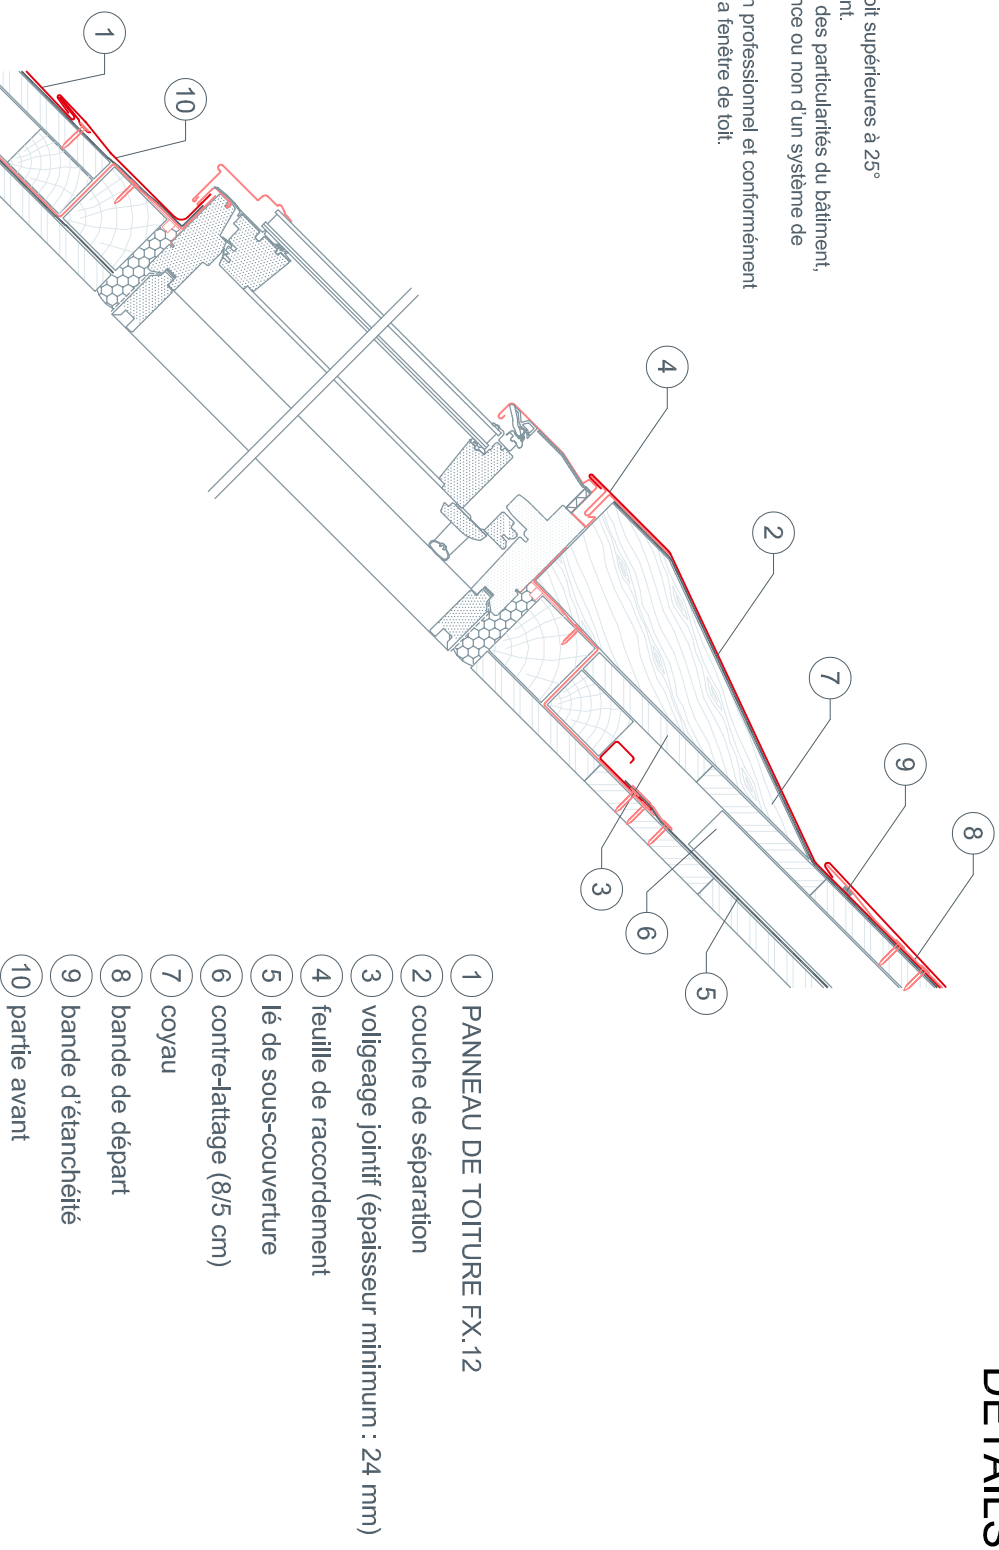 DÉTAILS
oit supérieures à 25°
nt.
des particularités du bâtiment,
nce ou non d'un système de
n professionnel et conformément
a fenêtre de toit.
1
10
4
2
7
9
8
3
6
5
1 PANNEAU DE TOITURE FX.12
2 couche de séparation
3 voligeage jointif (épaisseur minimum : 24 mm)
4 feuille de raccordement
5 lé de sous-couverture
6 contre-lattage (8/5 cm)
7 coyau
8 bande de départ
9 bande d'étanchéité
10 partie avant